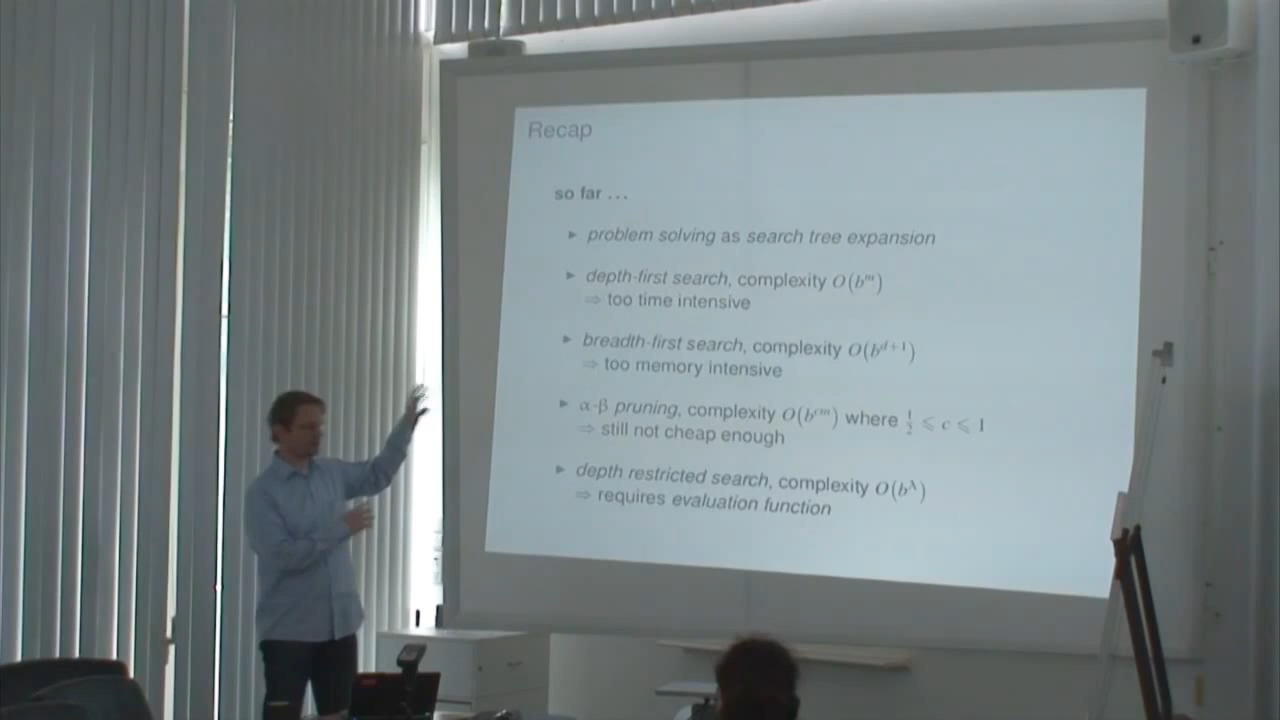 Recap
so far ...
► problem solving as search tree expansion
► depth-first search, complexity O(b^m)
⇒ too time intensive
► breadth-first search, complexity O(b^{d+1})
⇒ too memory intensive
► α-β pruning, complexity O(b^{cm}) where 1/2 ⩽ c ⩽ 1
⇒ still not cheap enough
► depth restricted search, complexity O(b^λ)
⇒ requires evaluation function